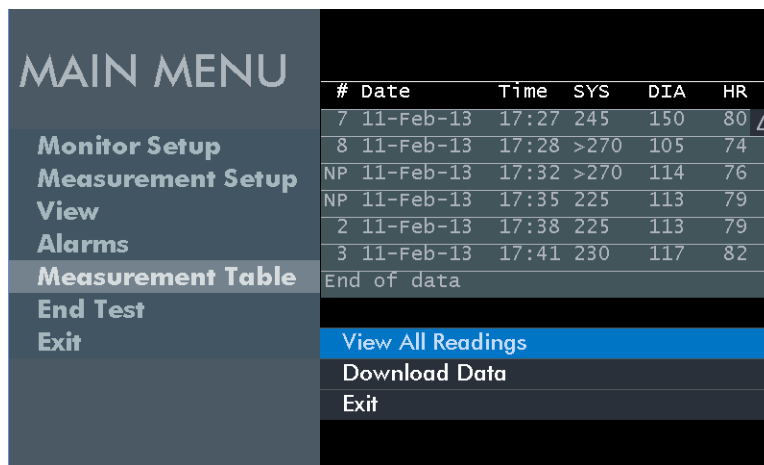 MAIN MENU
Monitor Setup
Measurement Setup
View
Alarms
Measurement Table
End Test
Exit
# Date Time SYS DIA HR
7 11-Feb-13 17:27 245 150 80
8 11-Feb-13 17:28 >270 105 74
NP 11-Feb-13 17:32 >270 114 76
NP 11-Feb-13 17:35 225 113 79
2 11-Feb-13 17:38 225 113 79
3 11-Feb-13 17:41 230 117 82
End of data
View All Readings
Download Data
Exit